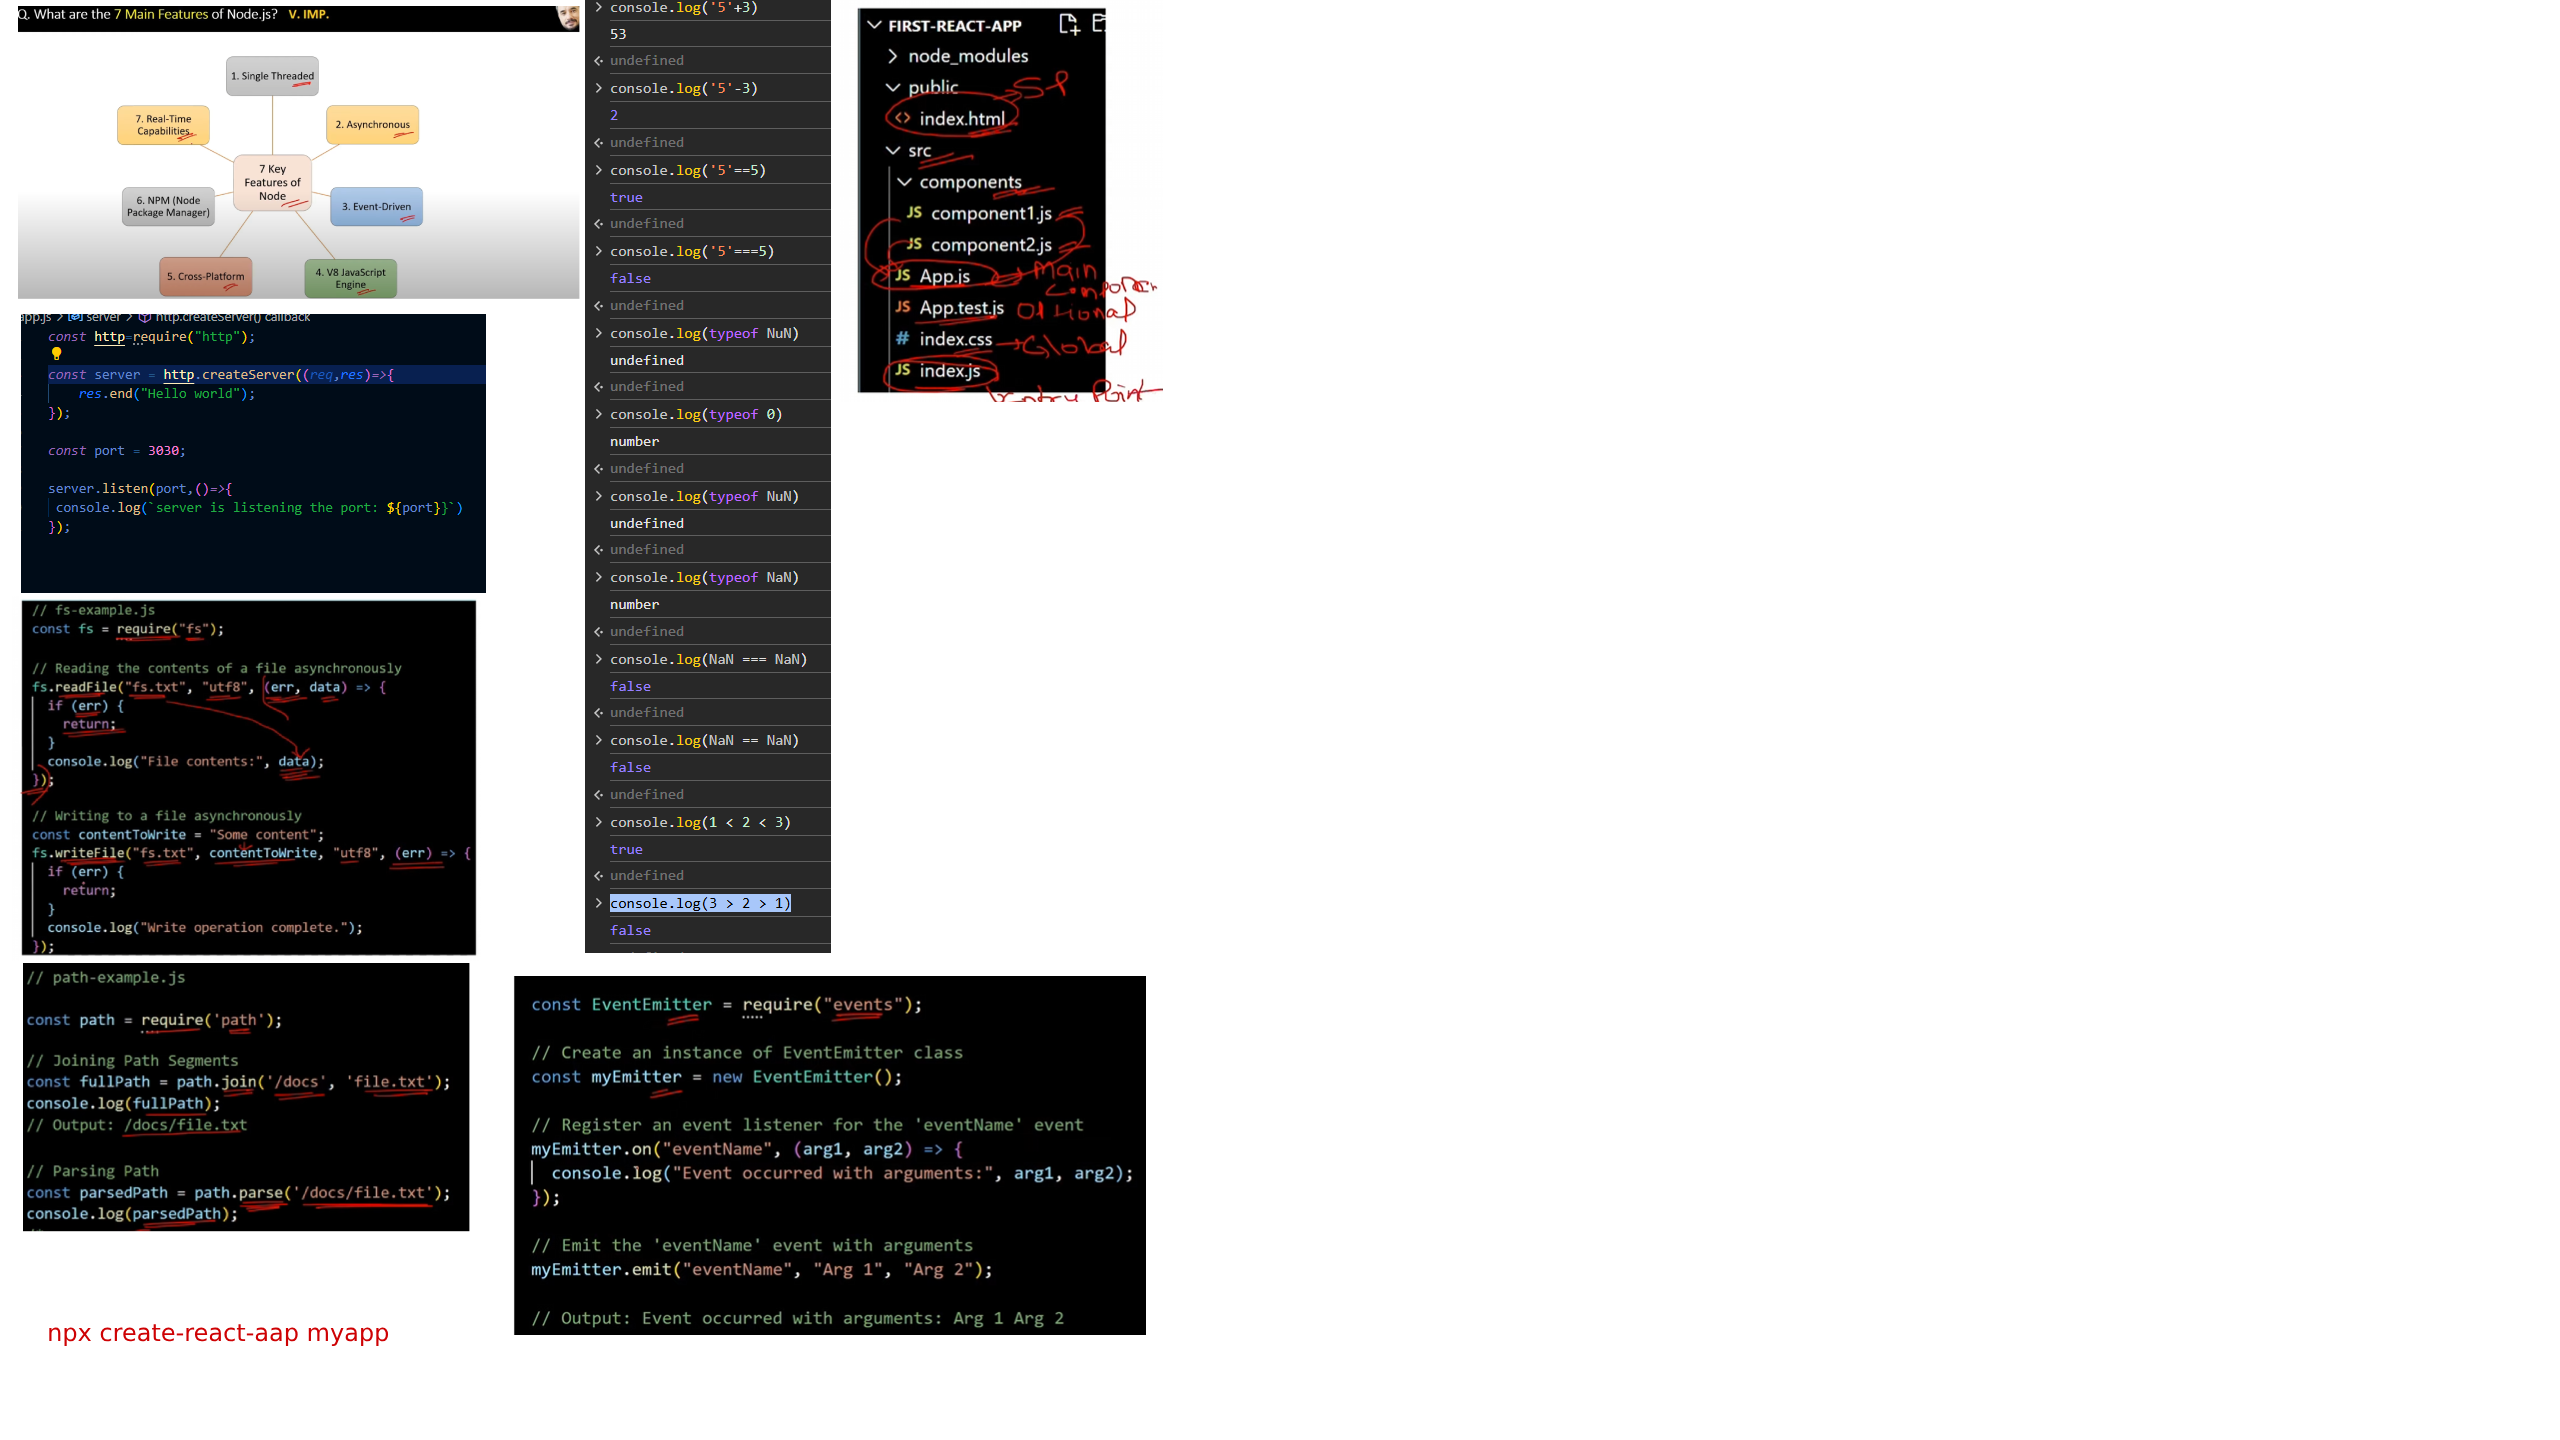 Q. What are the 7 Main Features of Node.js? V. IMP.
1. Single Threaded
7. Real-Time
Capabilities
2. Asynchronous
7 Key
Features of
Node
6. NPM (Node
Package Manager)
3. Event-Driven
5. Cross-Platform
4. V8 JavaScript
Engine
app.js > server > http.createServer() callback
const http=require("http");
const server = http.createServer((req,res)=>{
res.end("Hello world");
});
const port = 3030;
server.listen(port,()=>{
console.log(`server is listening the port: ${port}}`)
});
// fs-example.js
const fs = require("fs");
// Reading the contents of a file asynchronously
fs.readFile("fs.txt", "utf8", (err, data) => {
if (err) {
return;
}
console.log("File contents:", data);
});
// Writing to a file asynchronously
const contentToWrite = "Some content";
fs.writeFile("fs.txt", contentToWrite, "utf8", (err) => {
if (err) {
return;
}
console.log("Write operation complete.");
});
// path-example.js
const path = require('path');
// Joining Path Segments
const fullPath = path.join('/docs', 'file.txt');
console.log(fullPath);
// Output: /docs/file.txt
// Parsing Path
const parsedPath = path.parse('/docs/file.txt');
console.log(parsedPath);
npx create-react-aap myapp
> console.log('5'+3)
53
undefined
> console.log('5'-3)
2
undefined
> console.log('5'==5)
true
undefined
> console.log('5'===5)
false
undefined
> console.log(typeof NuN)
undefined
undefined
> console.log(typeof 0)
number
undefined
> console.log(typeof NuN)
undefined
undefined
> console.log(typeof NaN)
number
undefined
> console.log(NaN === NaN)
false
undefined
> console.log(NaN == NaN)
false
undefined
> console.log(1 < 2 < 3)
true
undefined
> console.log(3 > 2 > 1)
false
FIRST-REACT-APP
node_modules
public
<> index.html
src
components
JS component1.js
JS component2.js
JS App.js Main
JS App.test.js
# index.css Global
JS index.js
Point
const EventEmitter = require("events");
// Create an instance of EventEmitter class
const myEmitter = new EventEmitter();
// Register an event listener for the 'eventName' event
myEmitter.on("eventName", (arg1, arg2) => {
console.log("Event occurred with arguments:", arg1, arg2);
});
// Emit the 'eventName' event with arguments
myEmitter.emit("eventName", "Arg 1", "Arg 2");
// Output: Event occurred with arguments: Arg 1 Arg 2